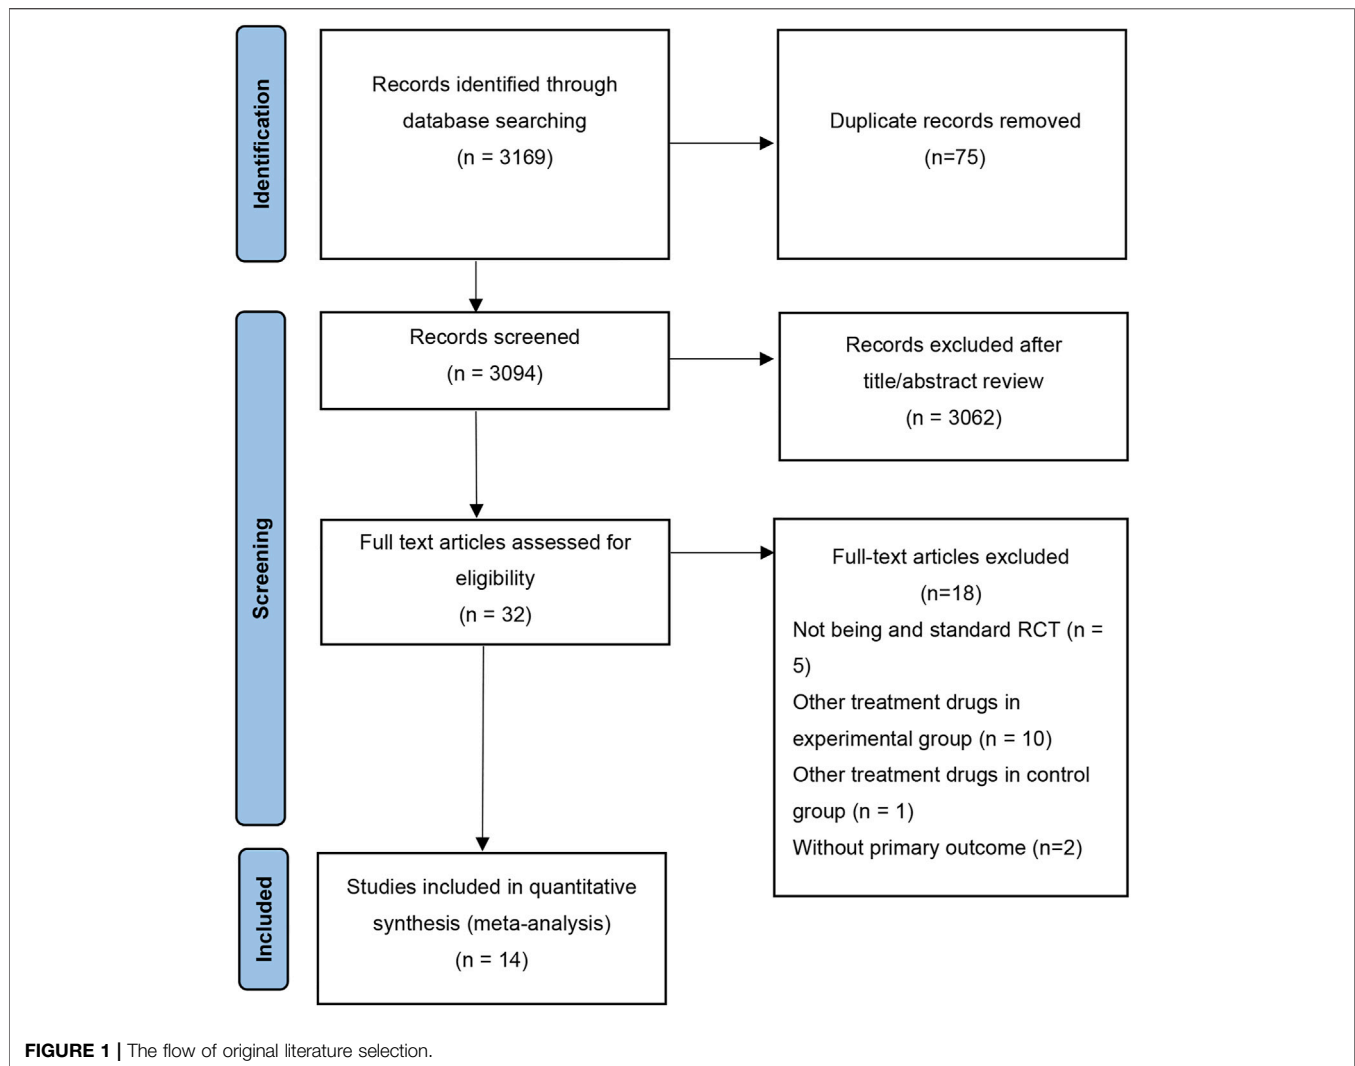 Identification
Records identified through
database searching
(n = 3169)
Duplicate records removed
(n=75)
Screening
Records screened
(n = 3094)
Records excluded after
title/abstract review
(n = 3062)
Full text articles assessed for
eligibility
(n = 32)
Full-text articles excluded
(n=18)
Not being and standard RCT (n =
5)
Other treatment drugs in
experimental group (n = 10)
Other treatment drugs in control
group (n = 1)
Without primary outcome (n=2)
Included
Studies included in quantitative
synthesis (meta-analysis)
(n = 14)
FIGURE 1 | The flow of original literature selection.